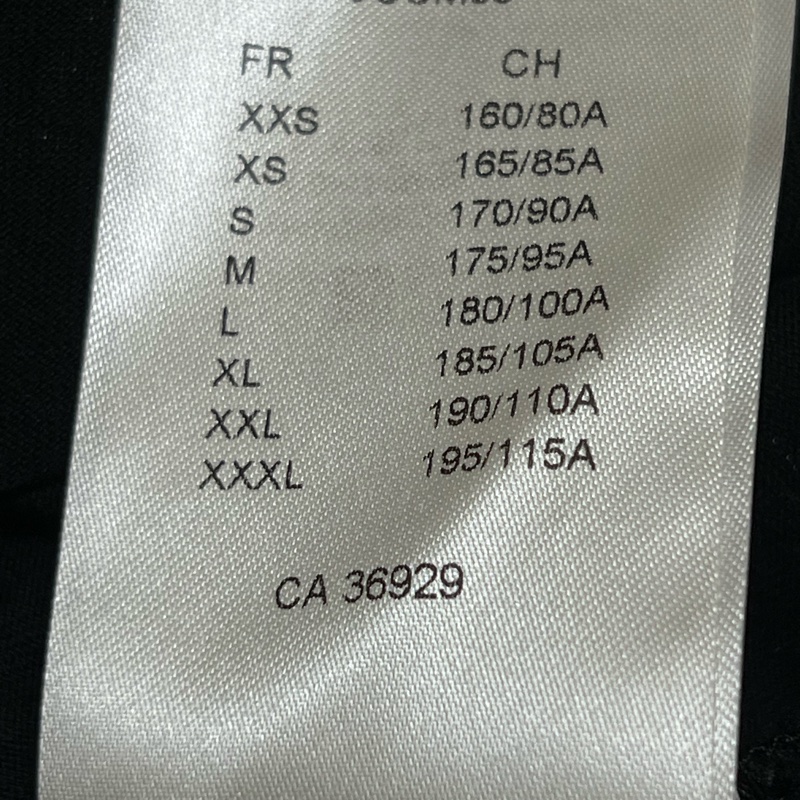 FR CH
XXS 160/80A
XS 165/85A
S 170/90A
M 175/95A
L 180/100A
XL 185/105A
XXL 190/110A
XXXL 195/115A
CA 36929